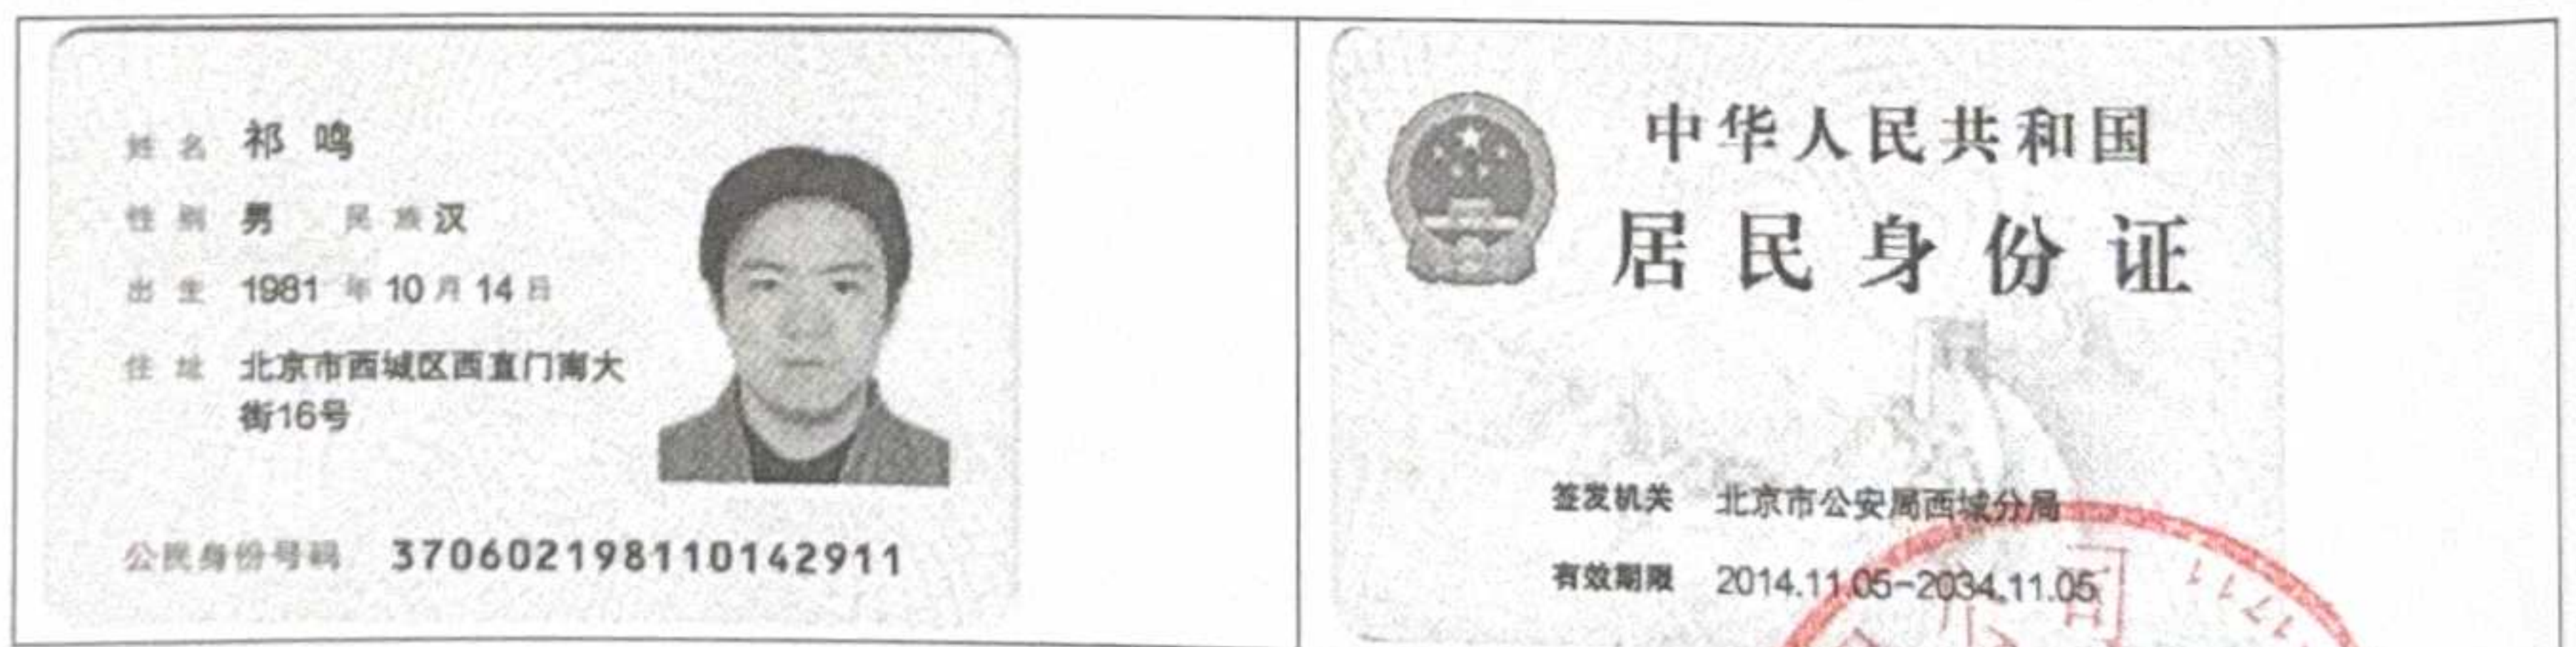 姓名 祁鸣
性别 男 民族 汉
出生 1981 年 10 月 14 日
住址 北京市西城区西直门南大
街16号
公民身份号码 370602198110142911
中华人民共和国
居民身份证
签发机关 北京市公安局西城分局
有效期限 2014.11.05-2034.11.05
公司
1711